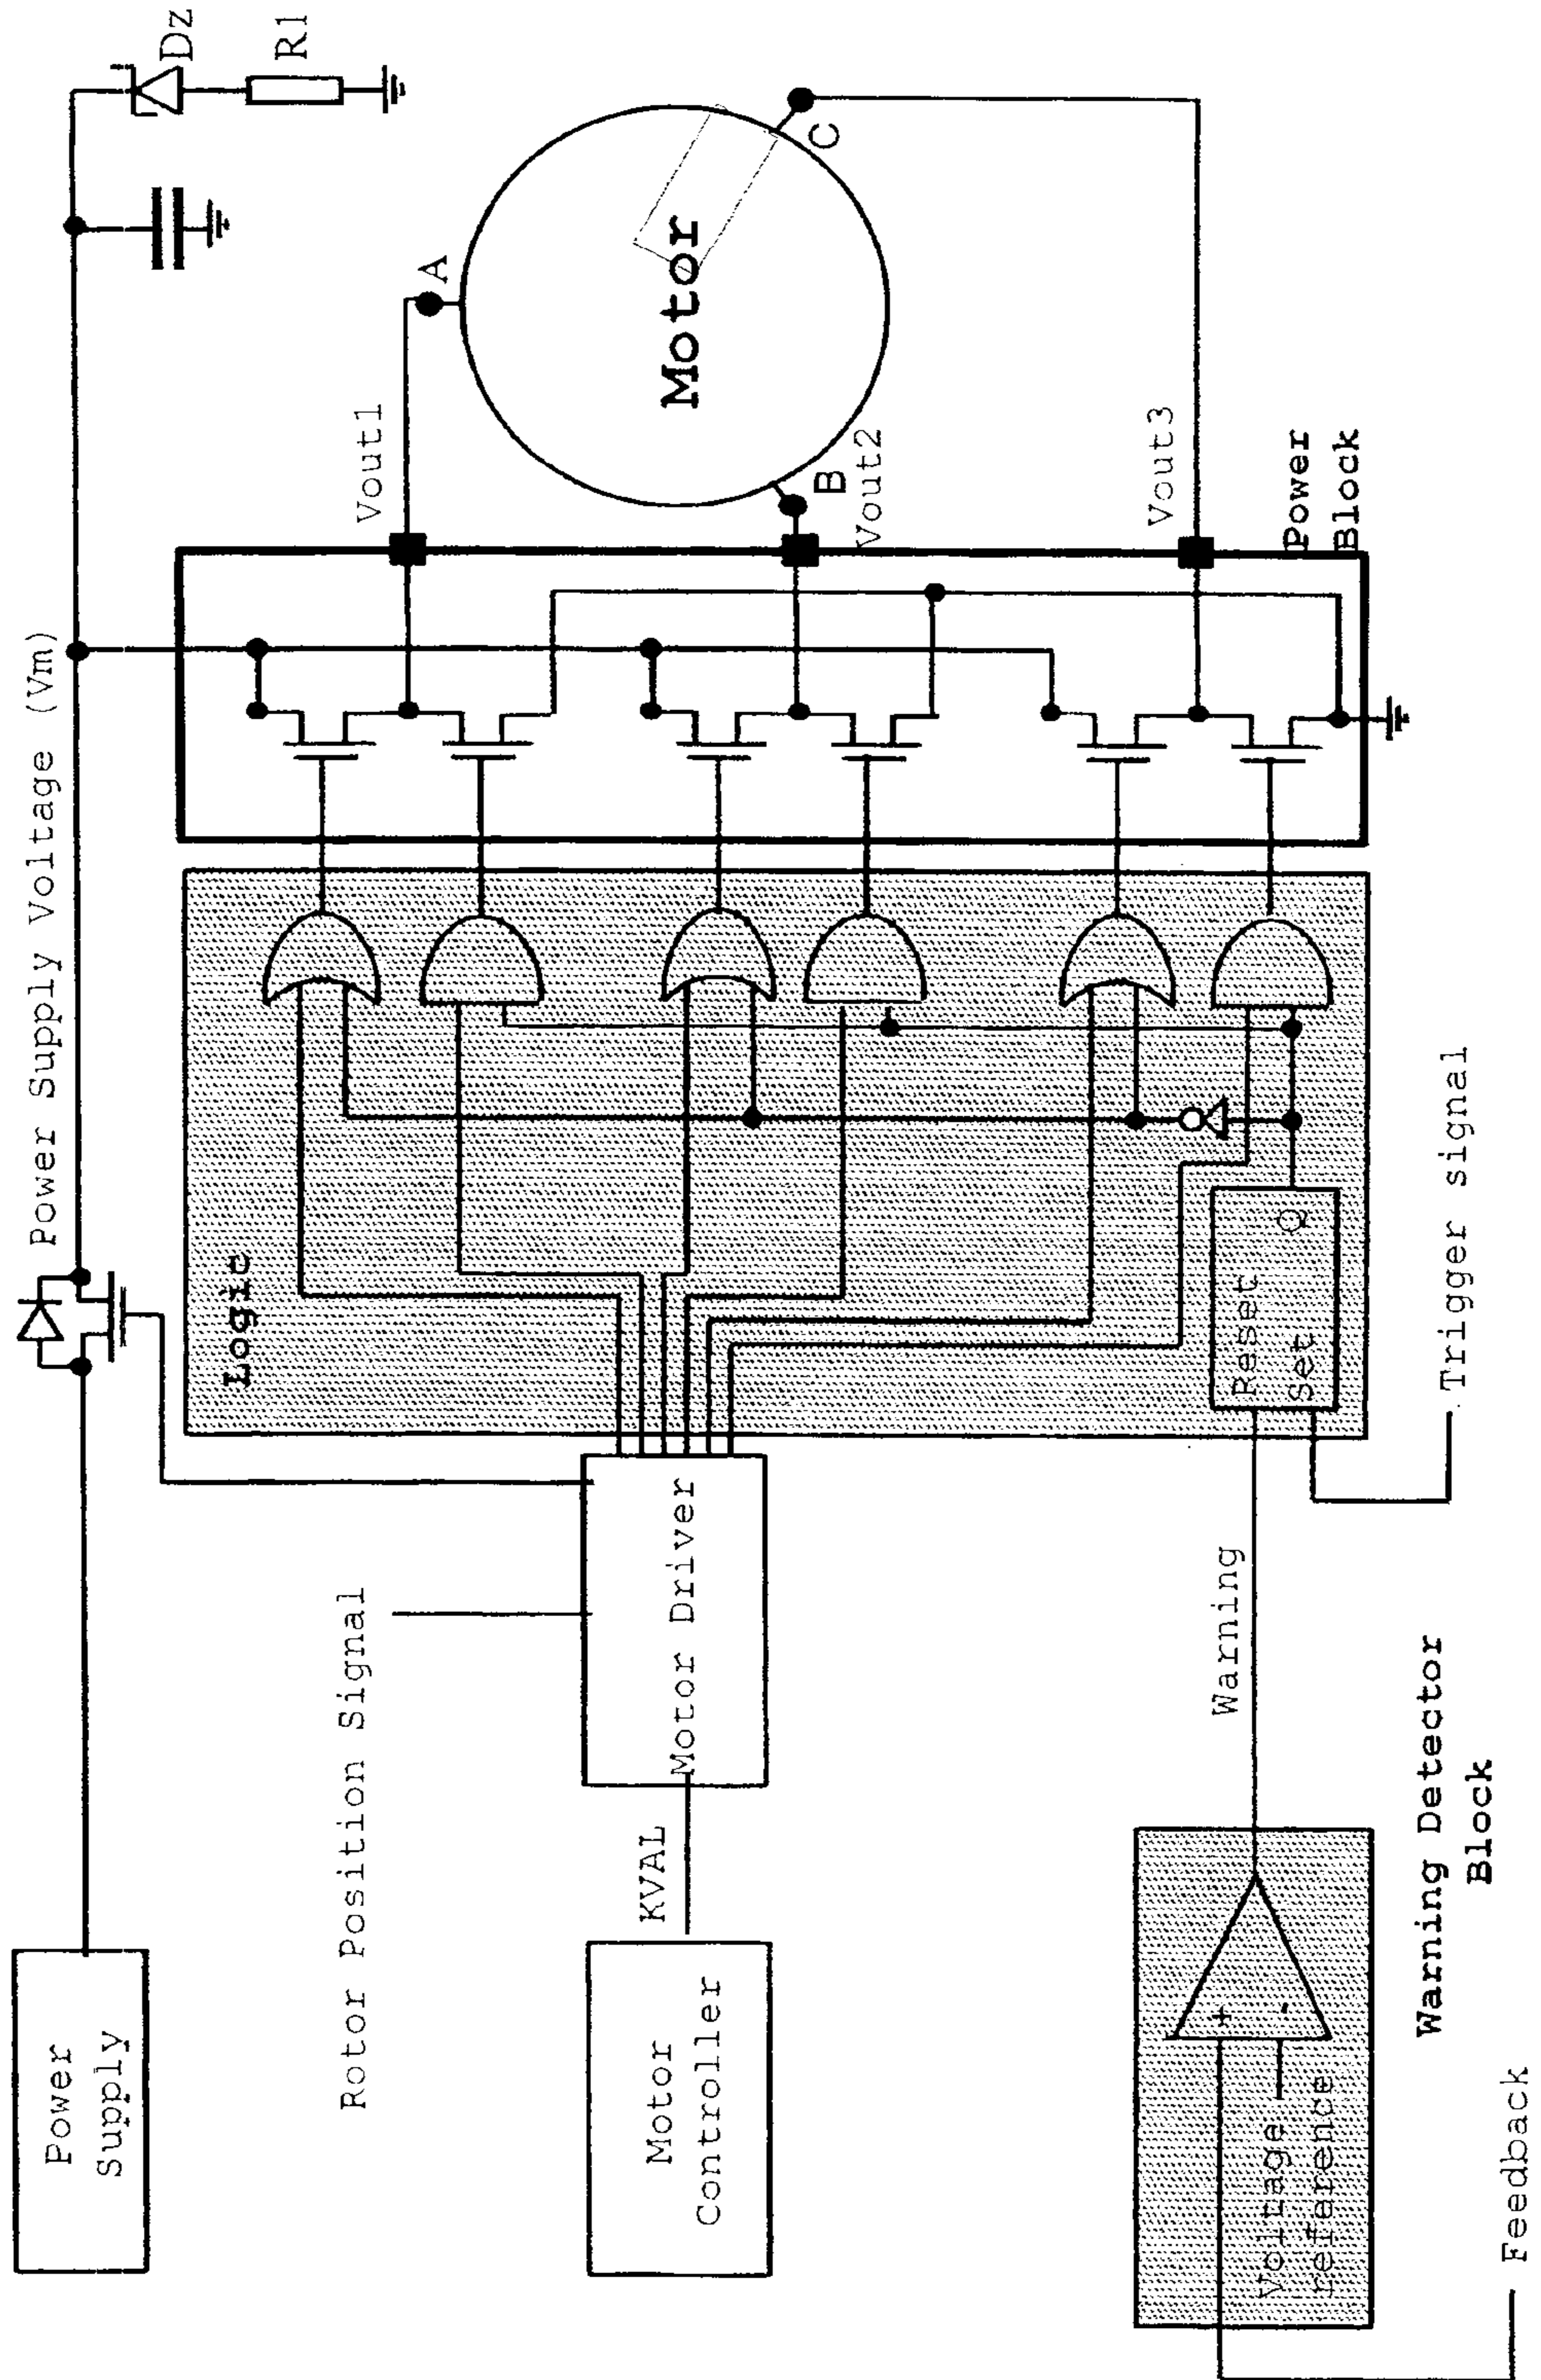 Power
Supply
Power Supply Voltage (Vm)
Dz
R1
Rotor Position Signal
Logic
Vout1
A
Motor
Controller
KVAL
Motor Driver
Motor
B
Vout2
C
Vout3
Power
Block
Voltage
reference
+
-
Warning
Reset
Set
Q
Warning Detector
Block
Trigger signal
Feedback